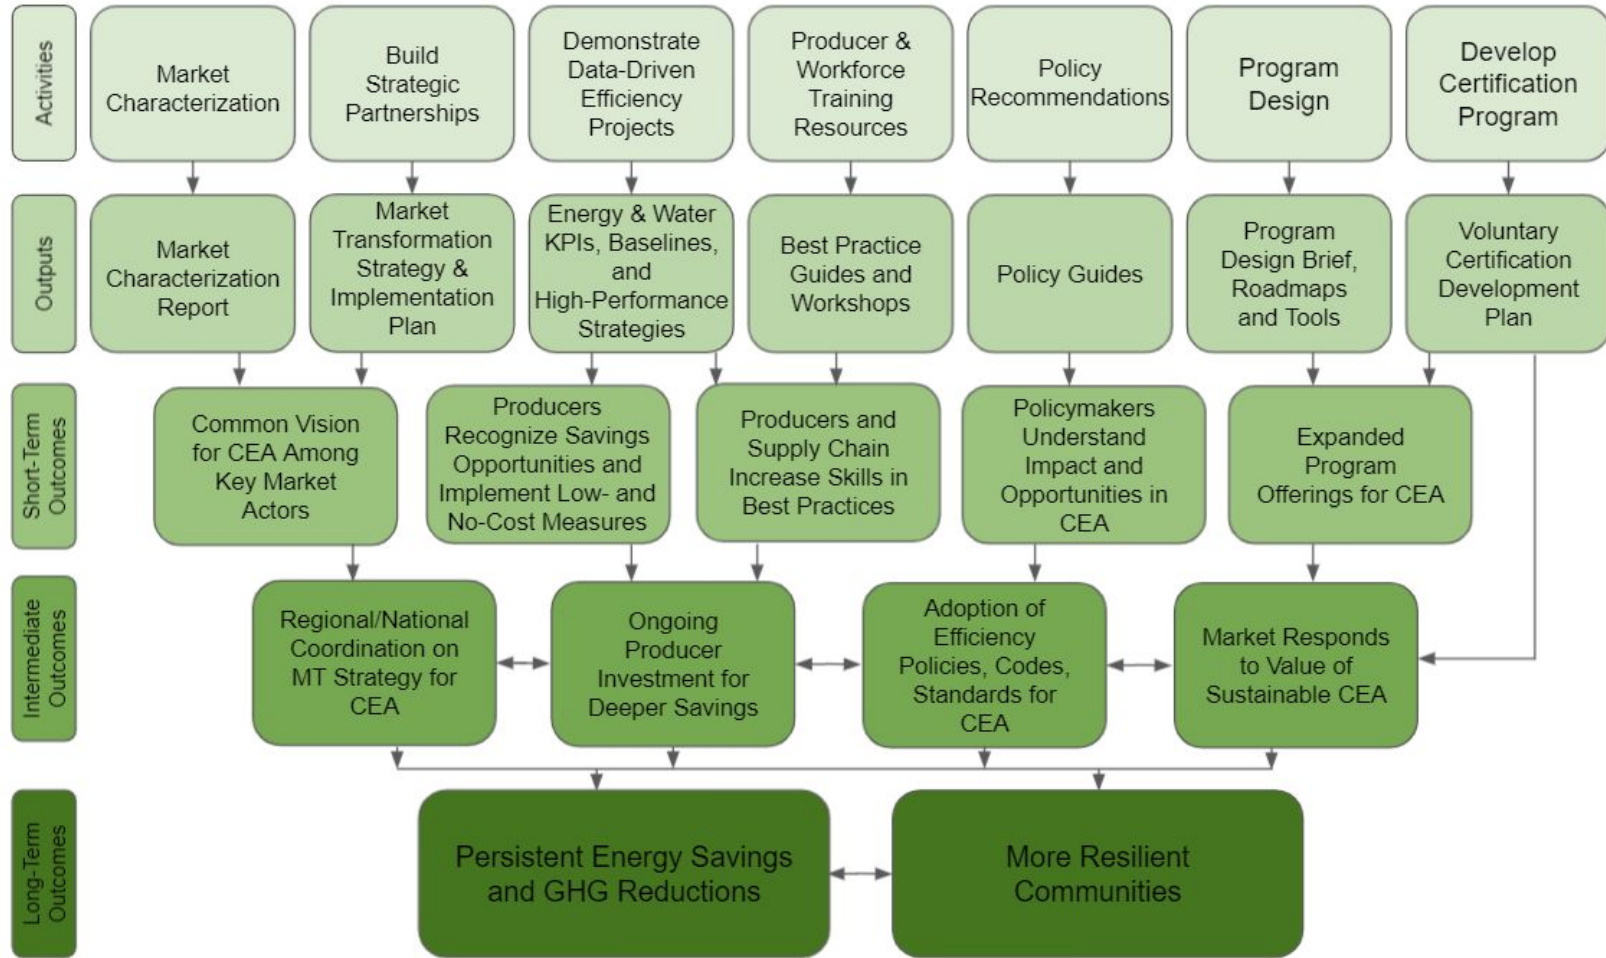 Activities
Market
Characterization
Build
Strategic
Partnerships
Demonstrate
Data-Driven
Efficiency
Projects
Producer &
Workforce
Training
Resources
Policy
Recommendations
Program
Design
Develop
Certification
Program
Outputs
Market
Characterization
Report
Market
Transformation
Strategy &
Implementation
Plan
Energy & Water
KPIs, Baselines,
and
High-Performance
Strategies
Best Practice
Guides and
Workshops
Policy Guides
Program
Design Brief,
Roadmaps
and Tools
Voluntary
Certification
Development
Plan
Short-Term
Outcomes
Common Vision
for CEA Among
Key Market
Actors
Producers
Recognize Savings
Opportunities and
Implement Low- and
No-Cost Measures
Producers and
Supply Chain
Increase Skills in
Best Practices
Policymakers
Understand
Impact and
Opportunities in
CEA
Expanded
Program
Offerings for CEA
Intermediate
Outcomes
Regional/National
Coordination on
MT Strategy for
CEA
Ongoing
Producer
Investment for
Deeper Savings
Adoption of
Efficiency
Policies, Codes,
Standards for
CEA
Market Responds
to Value of
Sustainable CEA
Long-Term
Outcomes
Persistent Energy Savings
and GHG Reductions
More Resilient
Communities